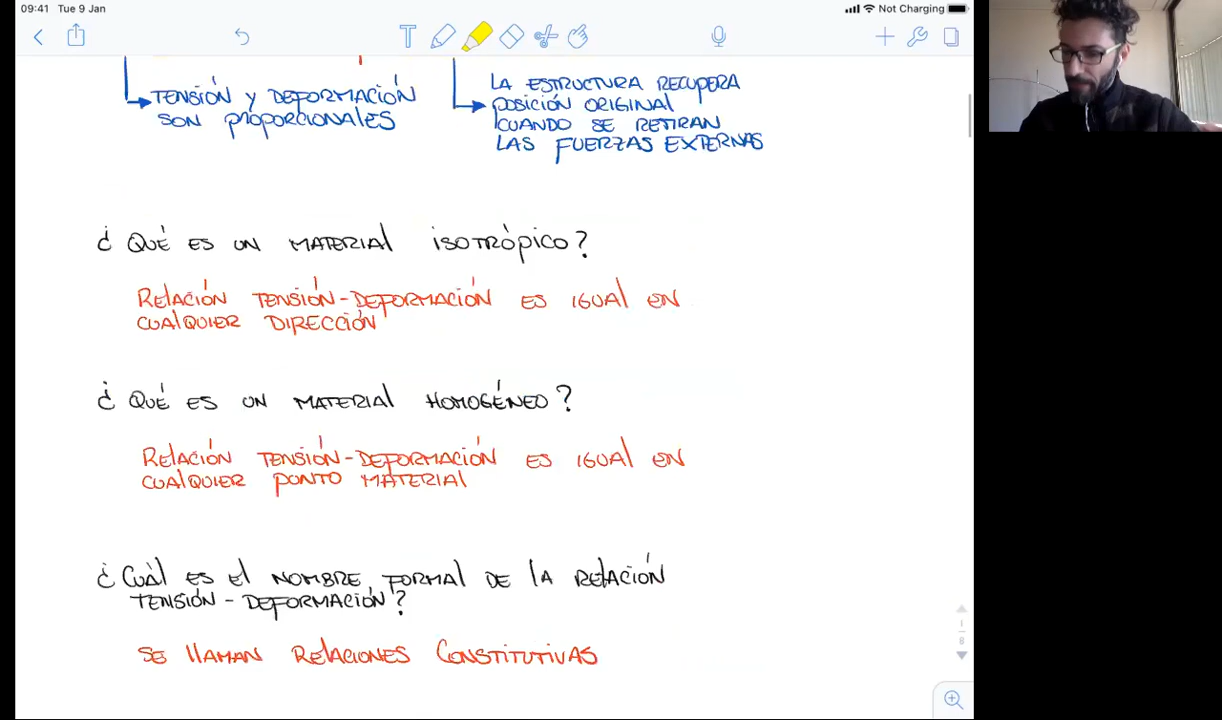 09:41 Tue 9 Jan
Not Charging
TENSIÓN Y DEFORMACIÓN
SON PROPORCIONALES
LA ESTRUCTURA RECUPERA
POSICIÓN ORIGINAL
CUANDO SE RETIRAN
LAS FUERZAS EXTERNAS
¿QUÉ ES UN MATERIAL ISOTRÓPICO?
RELACIÓN TENSIÓN-DEFORMACIÓN ES IGUAL EN
CUALQUIER DIRECCIÓN
¿QUÉ ES UN MATERIAL HOMOGÉNEO?
RELACIÓN TENSIÓN-DEFORMACIÓN ES IGUAL EN
CUALQUIER PUNTO MATERIAL
¿CUÁL ES EL NOMBRE FORMAL DE LA RELACIÓN
TENSIÓN-DEFORMACIÓN?
SE LLAMAN RELACIONES CONSTITUTIVAS
1
8